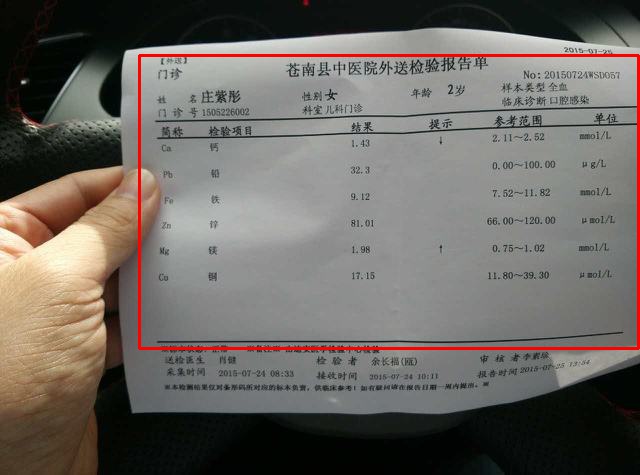 2015-07-25
【外送】
门诊
苍南县中医院外送检验报告单
No:20150724WSD057
姓 名 庄紫彤 性别 女 年龄 2岁 样本类型 全血
门诊号 1505226002 科室 儿科门诊 临床诊断 口腔感染
简称 检验项目 结果 提示 参考范围 单位
Ca 钙 1.43 ↓ 2.11~2.52 mmol/L
Pb 铅 32.3 0.00~100.00 μg/L
Fe 铁 9.12 7.52~11.82 mmol/L
Zn 锌 81.01 66.00~120.00 μmol/L
Mg 镁 1.98 ↑ 0.75~1.02 mmol/L
Cu 铜 17.15 11.80~39.30 μmol/L
送检医生 肖健 检验者 余长福(瓯) 审核者 李素琼
采集时间 2015-07-24 08:33 接收时间 2015-07-24 10:11 报告时间 2015-07-25 13:54
※本检测结果仅对备形码所对应的标本负责，供临床参考！如有疑问请在报告日期一周内提出。※